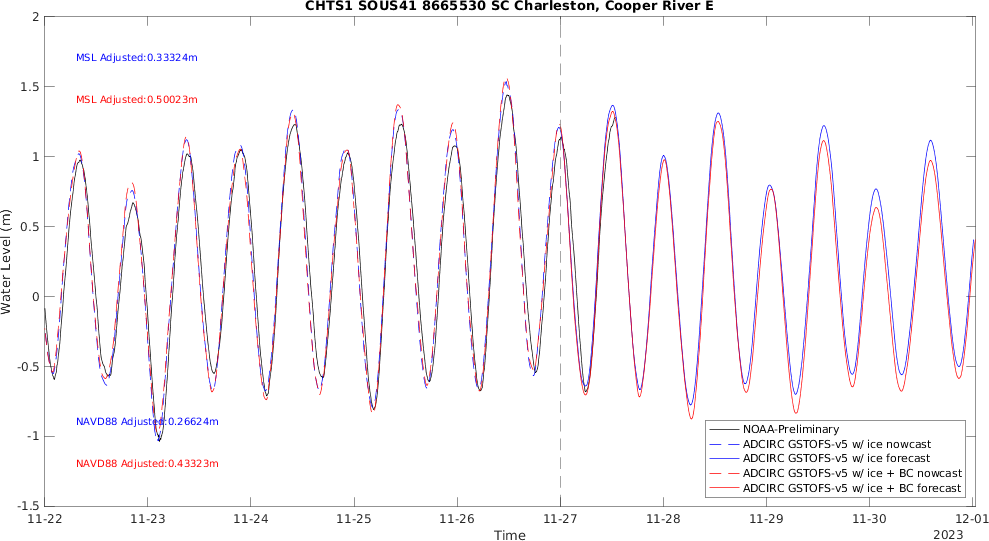 CHTS1 SOUS41 8665530 SC Charleston, Cooper River E
2
1.5
1
0.5
0
-0.5
-1
-1.5
Water Level (m)
MSL Adjusted:0.33324m
MSL Adjusted:0.50023m
NAVD88 Adjusted:0.26624m
NAVD88 Adjusted:0.43323m
NOAA-Preliminary
ADCIRC GSTOFS-v5 w/ ice nowcast
ADCIRC GSTOFS-v5 w/ ice forecast
ADCIRC GSTOFS-v5 w/ ice + BC nowcast
ADCIRC GSTOFS-v5 w/ ice + BC forecast
11-22 11-23 11-24 11-25 11-26 11-27 11-28 11-29 11-30 12-01
Time
2023